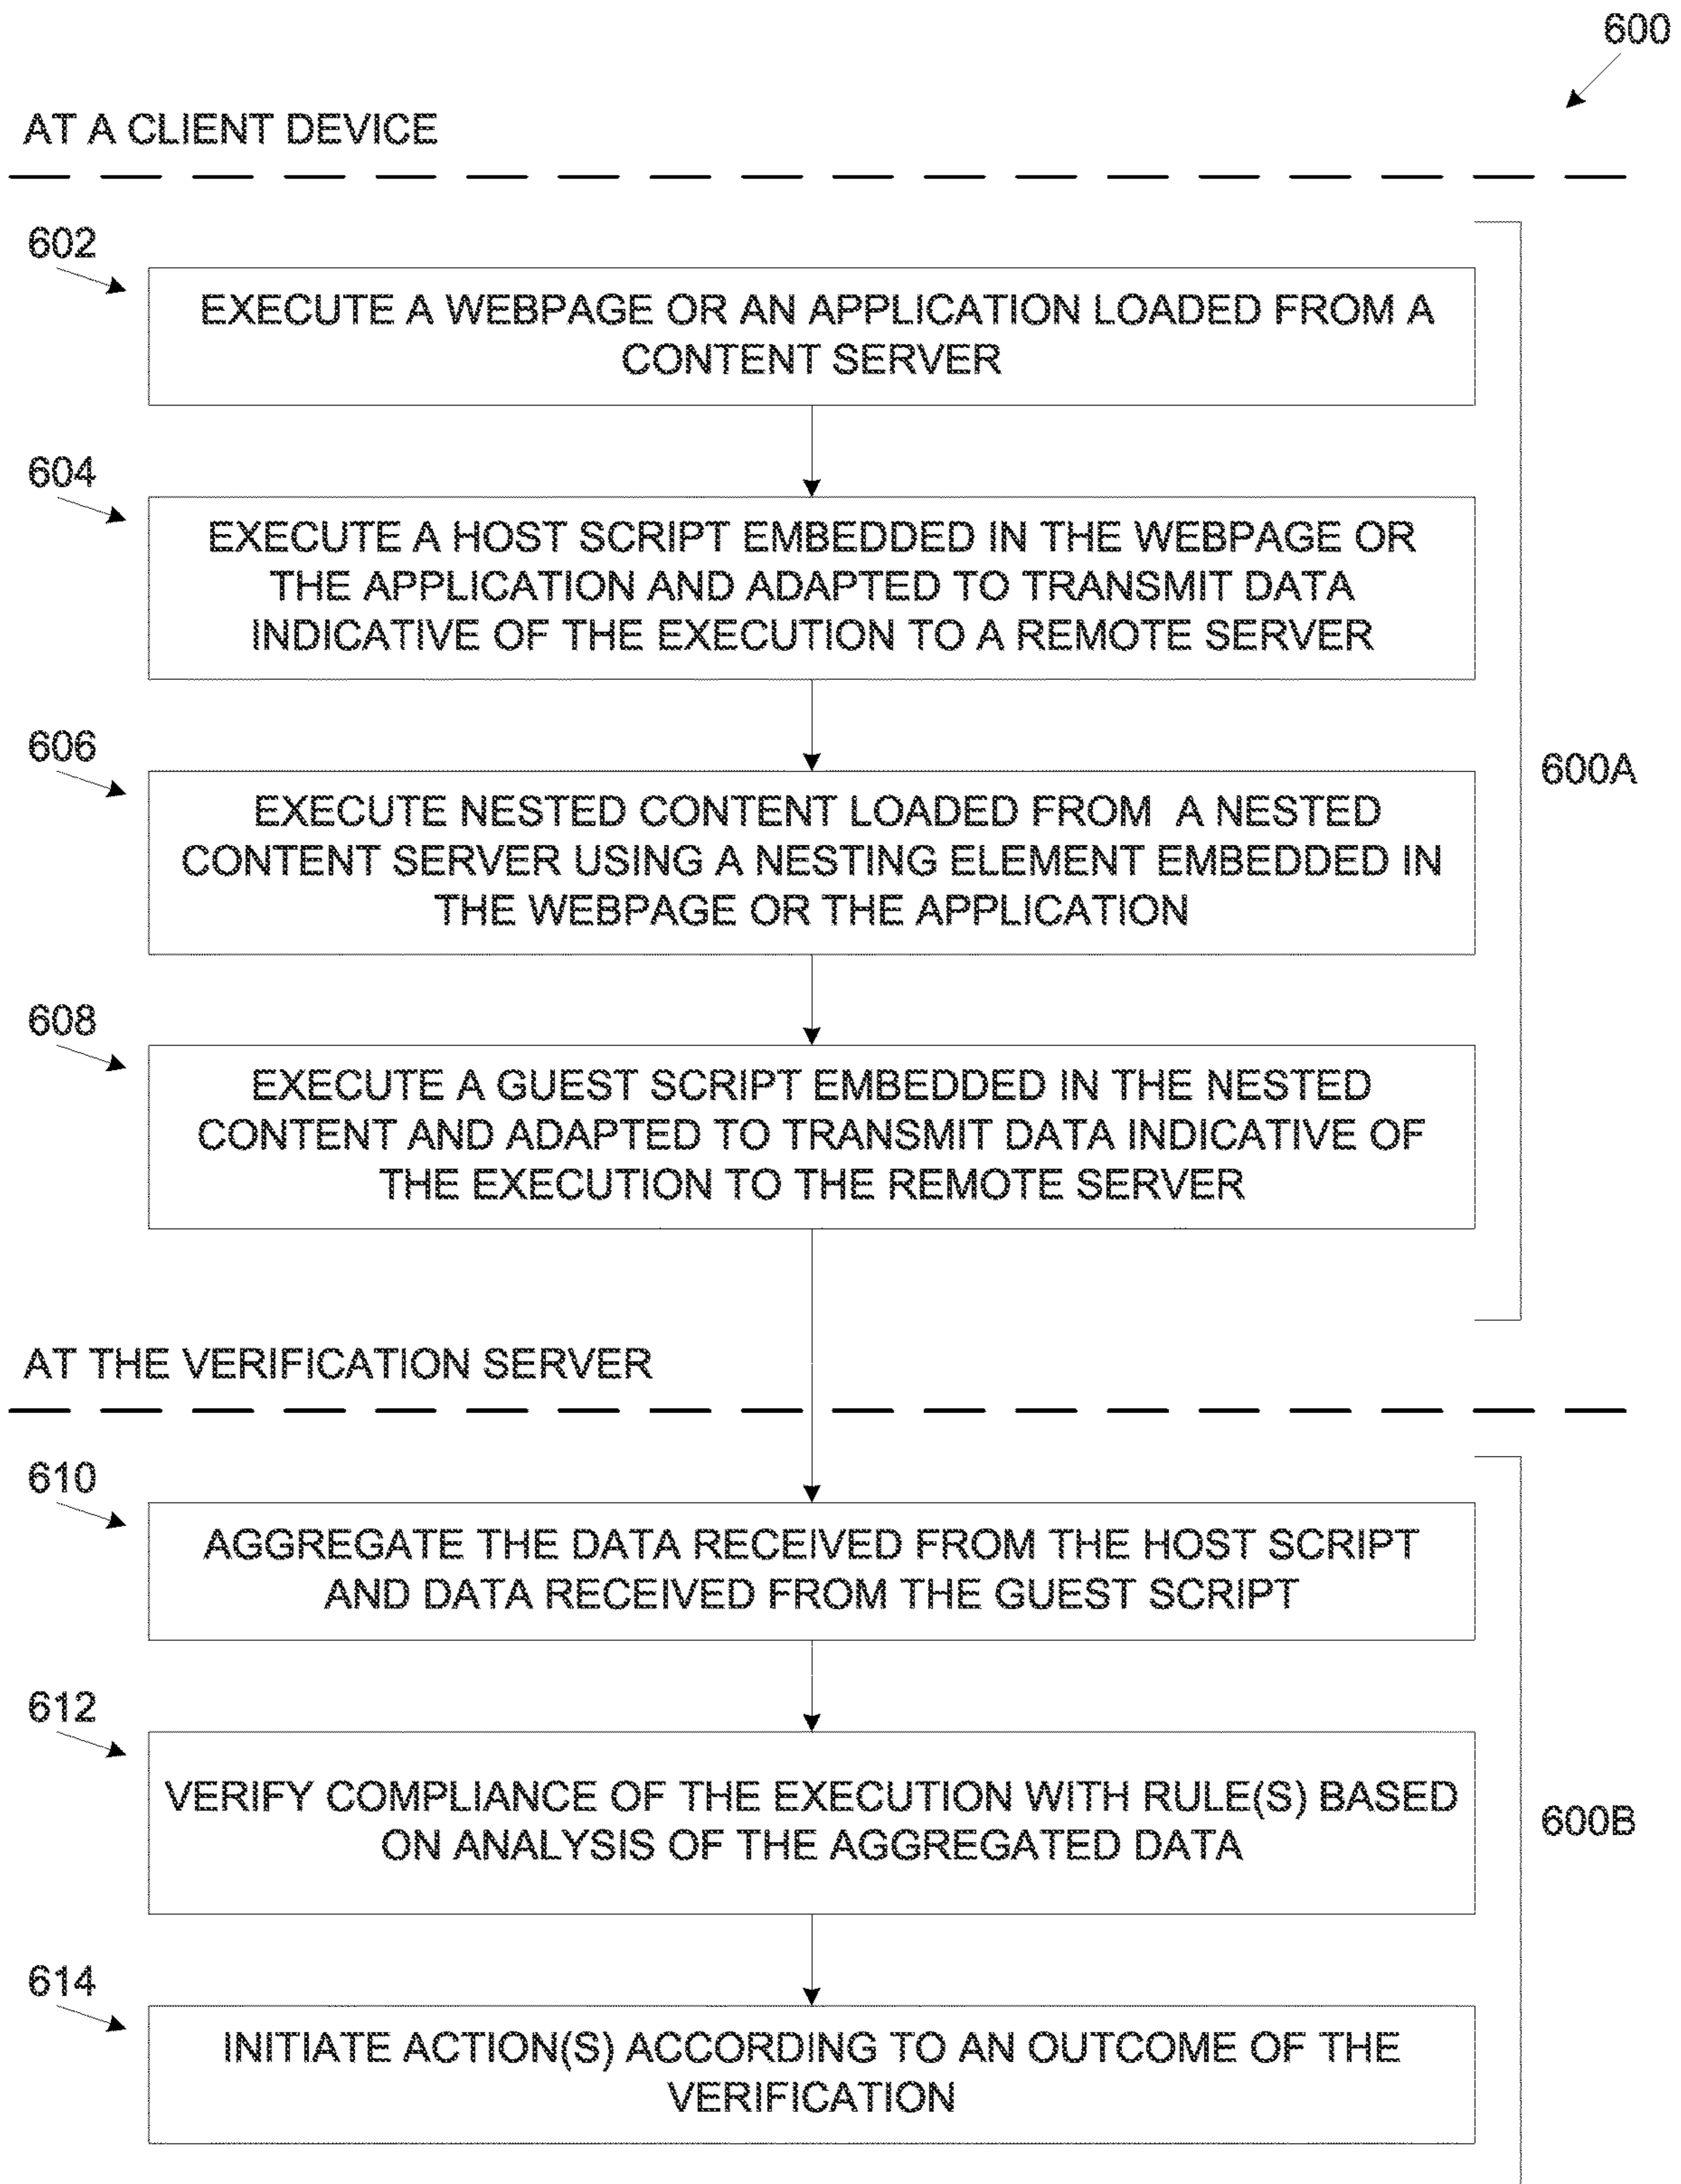 600
AT A CLIENT DEVICE
602
EXECUTE A WEBPAGE OR AN APPLICATION LOADED FROM A
CONTENT SERVER
604
EXECUTE A HOST SCRIPT EMBEDDED IN THE WEBPAGE OR
THE APPLICATION AND ADAPTED TO TRANSMIT DATA
INDICATIVE OF THE EXECUTION TO A REMOTE SERVER
606
EXECUTE NESTED CONTENT LOADED FROM A NESTED
CONTENT SERVER USING A NESTING ELEMENT EMBEDDED IN
THE WEBPAGE OR THE APPLICATION
600A
608
EXECUTE A GUEST SCRIPT EMBEDDED IN THE NESTED
CONTENT AND ADAPTED TO TRANSMIT DATA INDICATIVE OF
THE EXECUTION TO THE REMOTE SERVER
AT THE VERIFICATION SERVER
610
AGGREGATE THE DATA RECEIVED FROM THE HOST SCRIPT
AND DATA RECEIVED FROM THE GUEST SCRIPT
612
VERIFY COMPLIANCE OF THE EXECUTION WITH RULE(S) BASED
ON ANALYSIS OF THE AGGREGATED DATA
600B
614
INITIATE ACTION(S) ACCORDING TO AN OUTCOME OF THE
VERIFICATION